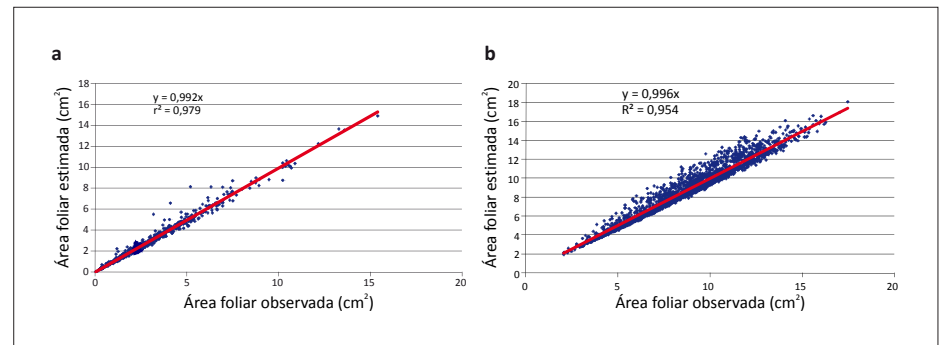 a
Área foliar estimada (cm²)
18
16
14
12
10
8
6
4
2
0
y = 0,992x
r² = 0,979
0 5 10 15 20
Área foliar observada (cm²)
b
Área foliar estimada (cm²)
20
18
16
14
12
10
8
6
4
2
0
y = 0,996x
R² = 0,954
0 5 10 15 20
Área foliar observada (cm²)